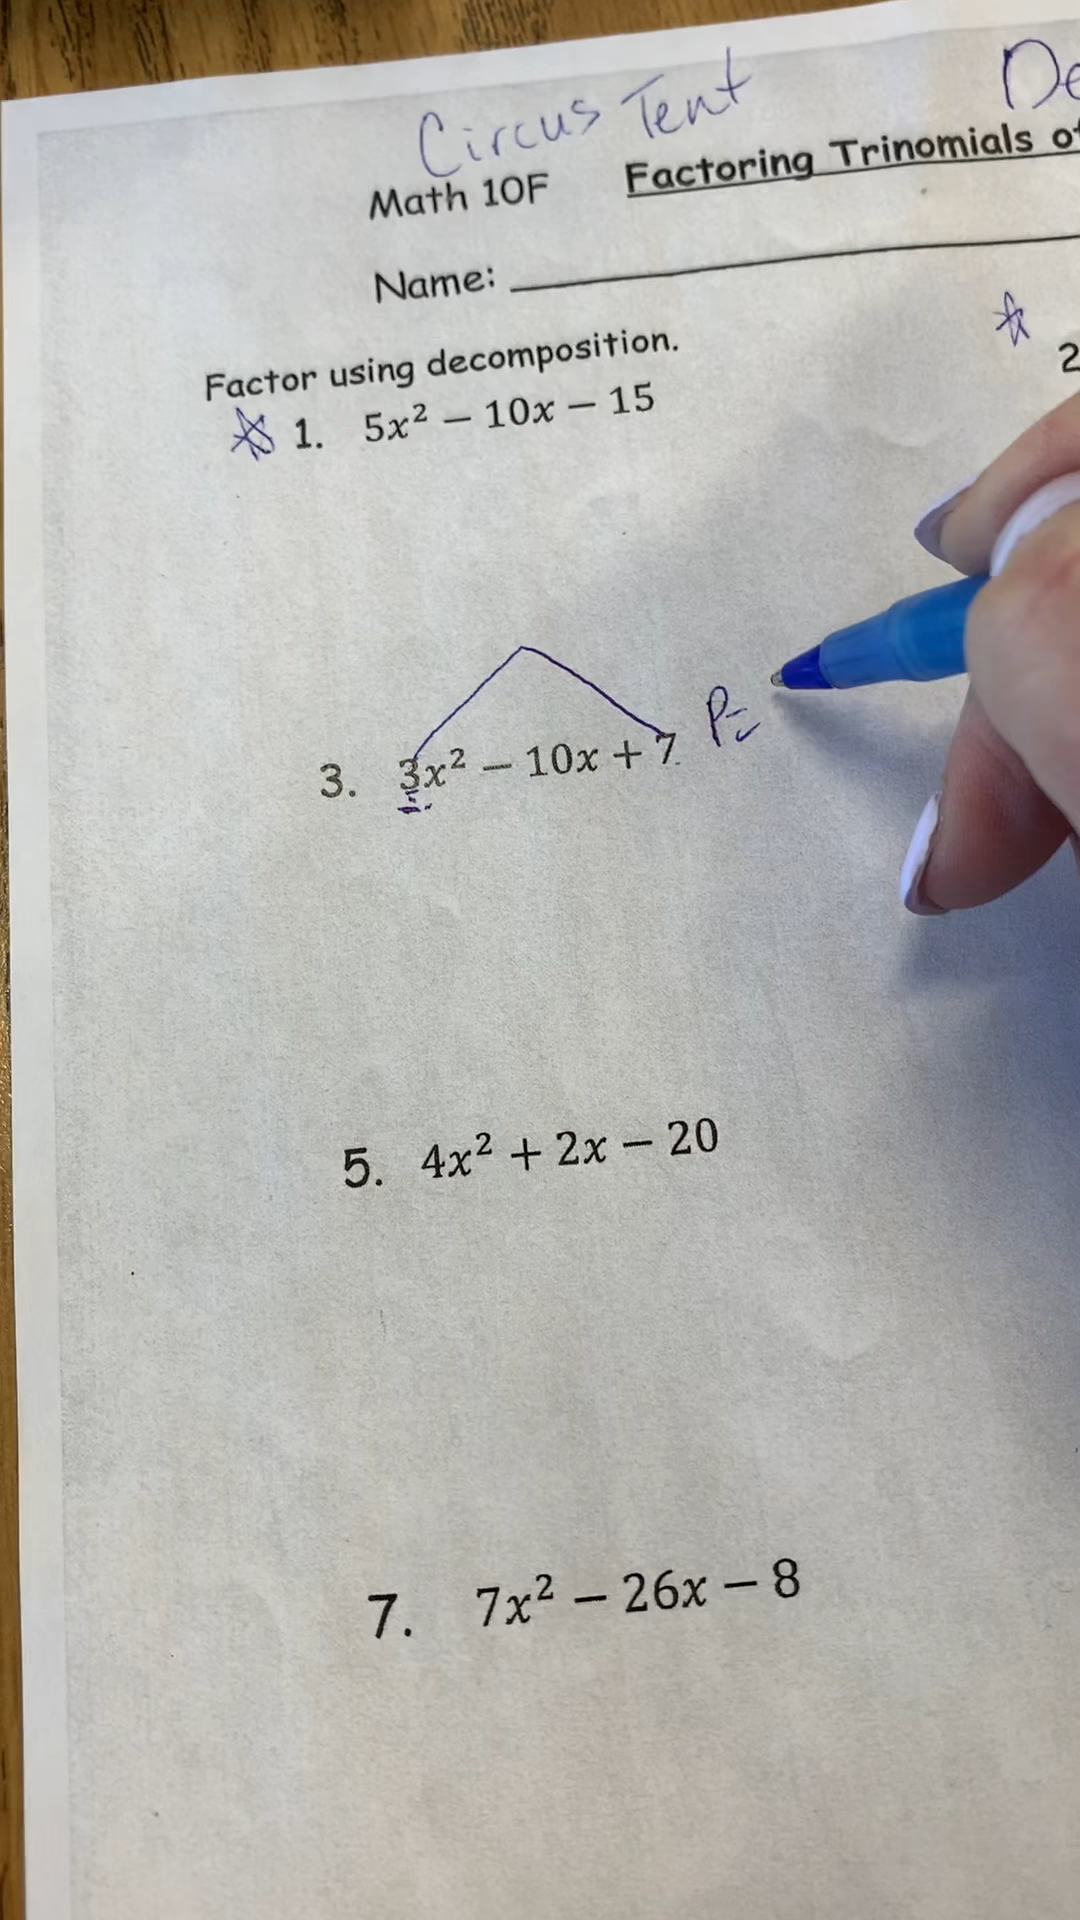 Circus Tent
Math 10F Factoring Trinomials
Name:
Factor using decomposition.
1. 5x² – 10x – 15
2
3. 3x² – 10x + 7 P=
5. 4x² + 2x – 20
7. 7x² – 26x – 8